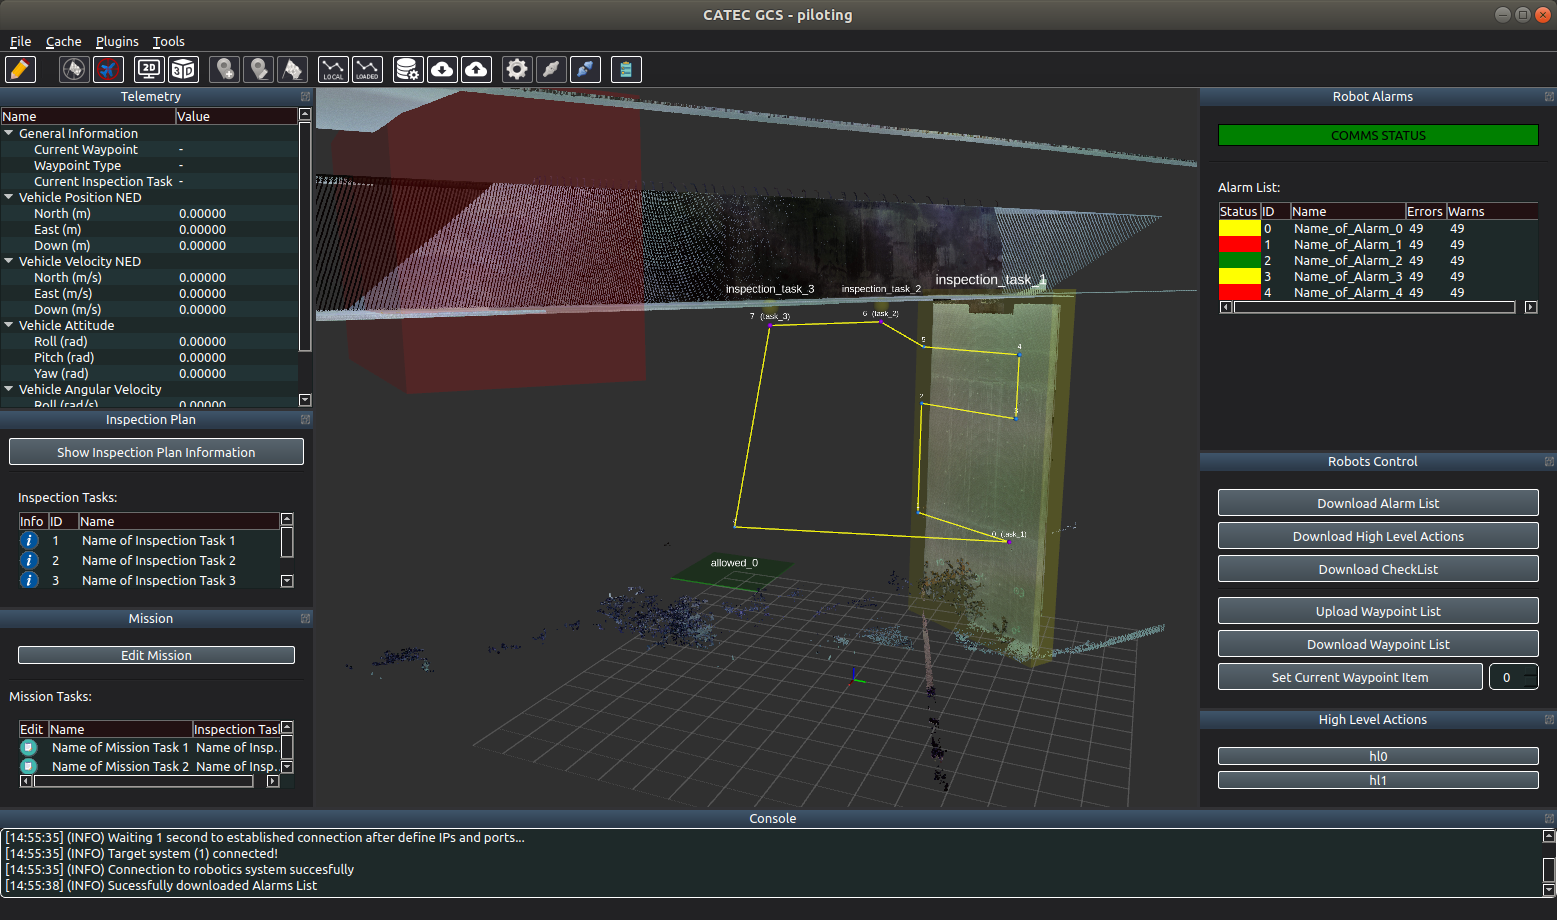 CATEC GCS - piloting
File Cache Plugins Tools
2D 3D LOCAL LOADED
Telemetry
Name Value
General Information
Current Waypoint -
Waypoint Type -
Current Inspection Task -
Vehicle Position NED
North (m) 0.00000
East (m) 0.00000
Down (m) 0.00000
Vehicle Velocity NED
North (m/s) 0.00000
East (m/s) 0.00000
Down (m/s) 0.00000
Vehicle Attitude
Roll (rad) 0.00000
Pitch (rad) 0.00000
Yaw (rad) 0.00000
Vehicle Angular Velocity
Roll (rad/s) 0.00000
Inspection Plan
Show Inspection Plan Information
Inspection Tasks:
Info ID Name
i 1 Name of Inspection Task 1
i 2 Name of Inspection Task 2
i 3 Name of Inspection Task 3
Mission
Edit Mission
Mission Tasks:
Edit Name Inspection Tasl
Name of Mission Task 1 Name of Insp...
Name of Mission Task 2 Name of Insp...
inspection_task_3 inspection_task_2 inspection_task_1
7 (task_3) 6 (task_2)
5
4
2
3
0 (task_1)
allowed_0
Robot Alarms
COMMS STATUS
Alarm List:
Status ID Name Errors Warns
0 Name_of_Alarm_0 49 49
1 Name_of_Alarm_1 49 49
2 Name_of_Alarm_2 49 49
3 Name_of_Alarm_3 49 49
4 Name_of_Alarm_4 49 49
Robots Control
Download Alarm List
Download High Level Actions
Download CheckList
Upload Waypoint List
Download Waypoint List
Set Current Waypoint Item 0
High Level Actions
hl0
hl1
Console
[14:55:35] (INFO) Waiting 1 second to established connection after define IPs and ports...
[14:55:35] (INFO) Target system (1) connected!
[14:55:35] (INFO) Connection to robotics system succesfully
[14:55:38] (INFO) Sucessfully downloaded Alarms List